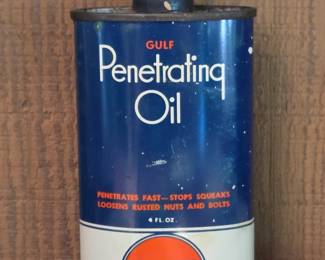 GULF
Penetrating
Oil
PENETRATES FAST—STOPS SQUEAKS
LOOSENS RUSTED NUTS AND BOLTS
4 FL. OZ.